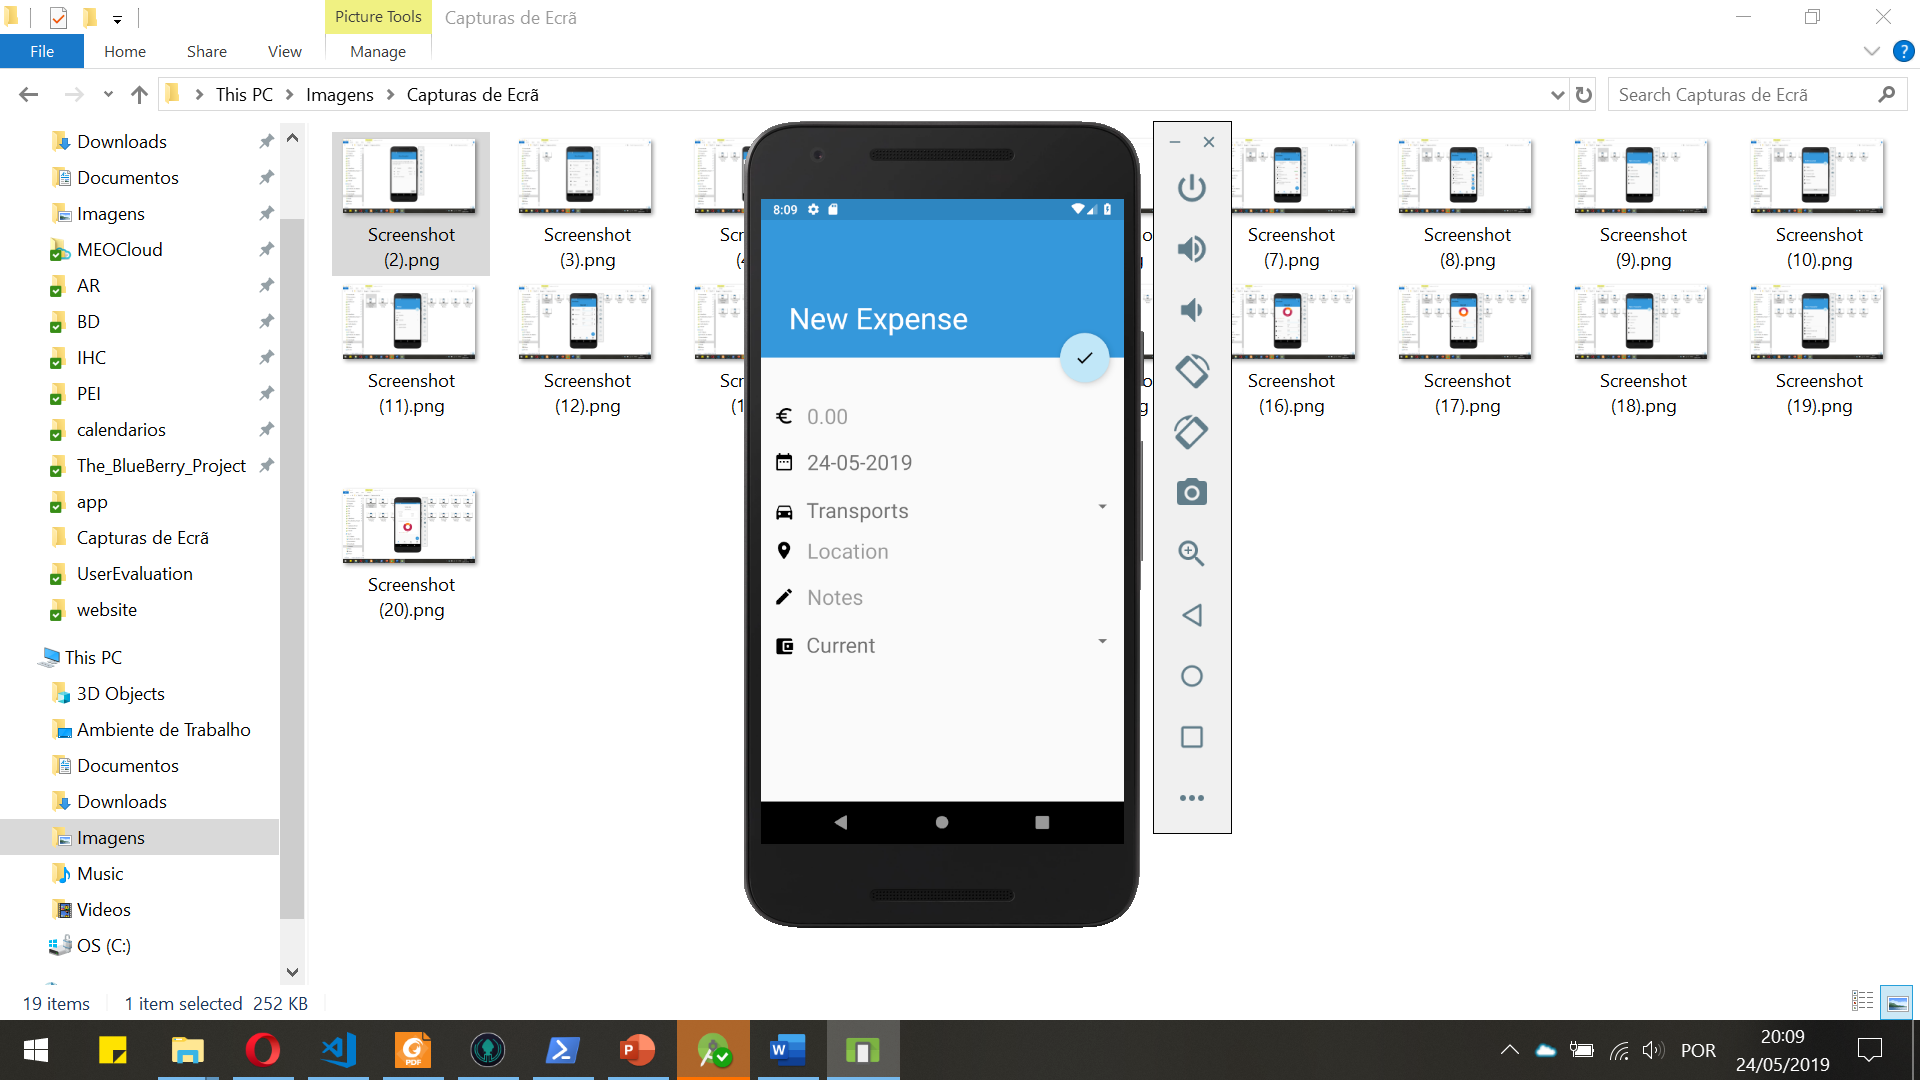 Picture Tools
Capturas de Ecrã
File
Home
Share
View
Manage
This PC
Imagens
Capturas de Ecrã
Search Capturas de Ecrã
Downloads
Documentos
Imagens
MEOCloud
AR
BD
IHC
PEI
calendarios
The_BlueBerry_Project
app
Capturas de Ecrã
UserEvaluation
website
This PC
3D Objects
Ambiente de Trabalho
Documentos
Downloads
Imagens
Music
Videos
OS (C:)
Screenshot
(2).png
Screenshot
(3).png
Screenshot
(7).png
Screenshot
(8).png
Screenshot
(9).png
Screenshot
(10).png
Screenshot
(11).png
Screenshot
(12).png
Screenshot
(16).png
Screenshot
(17).png
Screenshot
(18).png
Screenshot
(19).png
Screenshot
(20).png
8:09
New Expense
€ 0.00
24-05-2019
Transports
Location
Notes
Current
19 items
1 item selected 252 KB
POR
20:09
24/05/2019